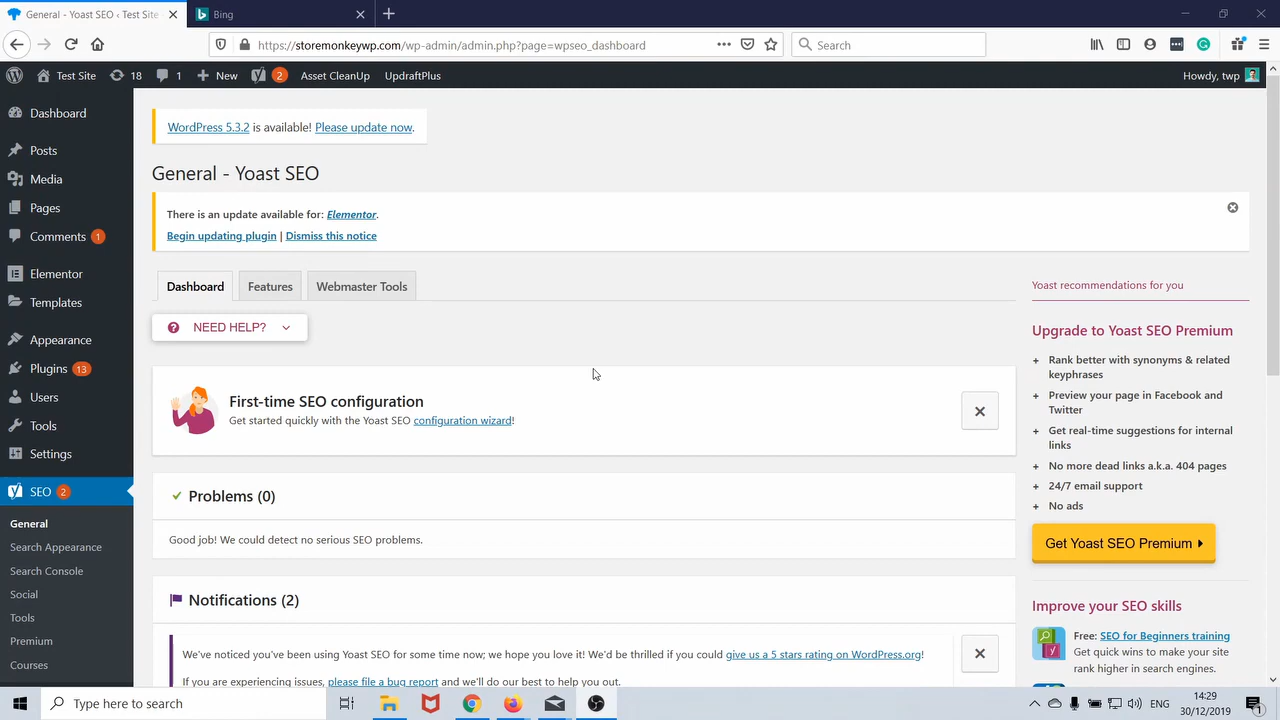 General - Yoast SEO ‹ Test Site
Bing
https://storemonkeywp.com/wp-admin/admin.php?page=wpseo_dashboard
Search
Test Site
18
1
New
2
Asset CleanUp
UpdraftPlus
Howdy, twp
Dashboard
Posts
Media
Pages
Comments 1
Elementor
Templates
Appearance
Plugins 13
Users
Tools
Settings
SEO 2
General
Search Appearance
Search Console
Social
Tools
Premium
Courses
WordPress 5.3.2 is available! Please update now.
General - Yoast SEO
There is an update available for: Elementor.
Begin updating plugin | Dismiss this notice
Dashboard
Features
Webmaster Tools
NEED HELP?
First-time SEO configuration
Get started quickly with the Yoast SEO configuration wizard!
Problems (0)
Good job! We could detect no serious SEO problems.
Notifications (2)
We've noticed you've been using Yoast SEO for some time now; we hope you love it! We'd be thrilled if you could give us a 5 stars rating on WordPress.org!
If you are experiencing issues, please file a bug report and we'll do our best to help you out.
Yoast recommendations for you
Upgrade to Yoast SEO Premium
+ Rank better with synonyms & related
keyphrases
+ Preview your page in Facebook and
Twitter
+ Get real-time suggestions for internal
links
+ No more dead links a.k.a. 404 pages
+ 24/7 email support
+ No ads
Get Yoast SEO Premium
Improve your SEO skills
Free: SEO for Beginners training
Get quick wins to make your site
rank higher in search engines.
Type here to search
ENG
14:29
30/12/2019
1